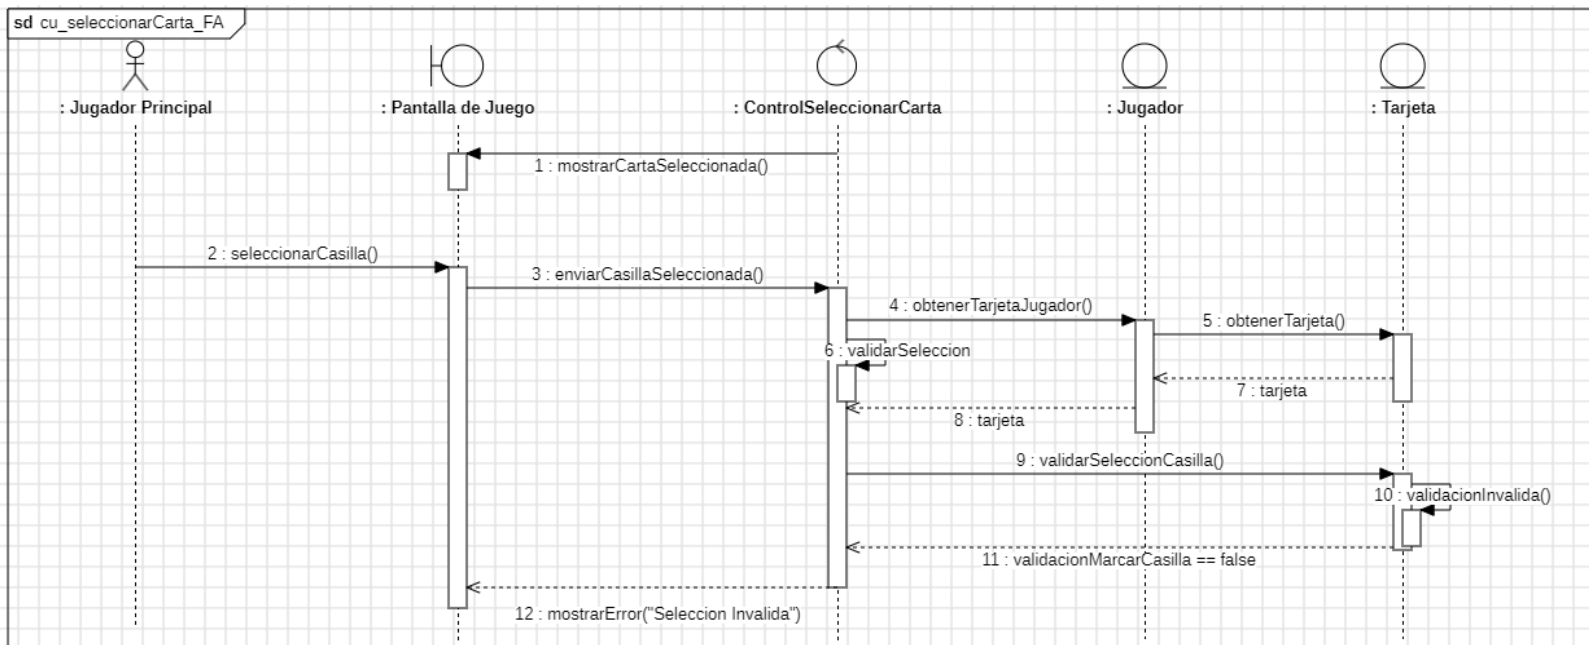 sd cu_seleccionarCarta_FA
: Jugador Principal
: Pantalla de Juego
: ControlSeleccionarCarta
: Jugador
: Tarjeta
1 : mostrarCartaSeleccionada()
2 : seleccionarCasilla()
3 : enviarCasillaSeleccionada()
4 : obtenerTarjetaJugador()
5 : obtenerTarjeta()
6 : validarSeleccion
7 : tarjeta
8 : tarjeta
9 : validarSeleccionCasilla()
10 : validacionInvalida()
11 : validacionMarcarCasilla == false
12 : mostrarError("Seleccion Invalida")